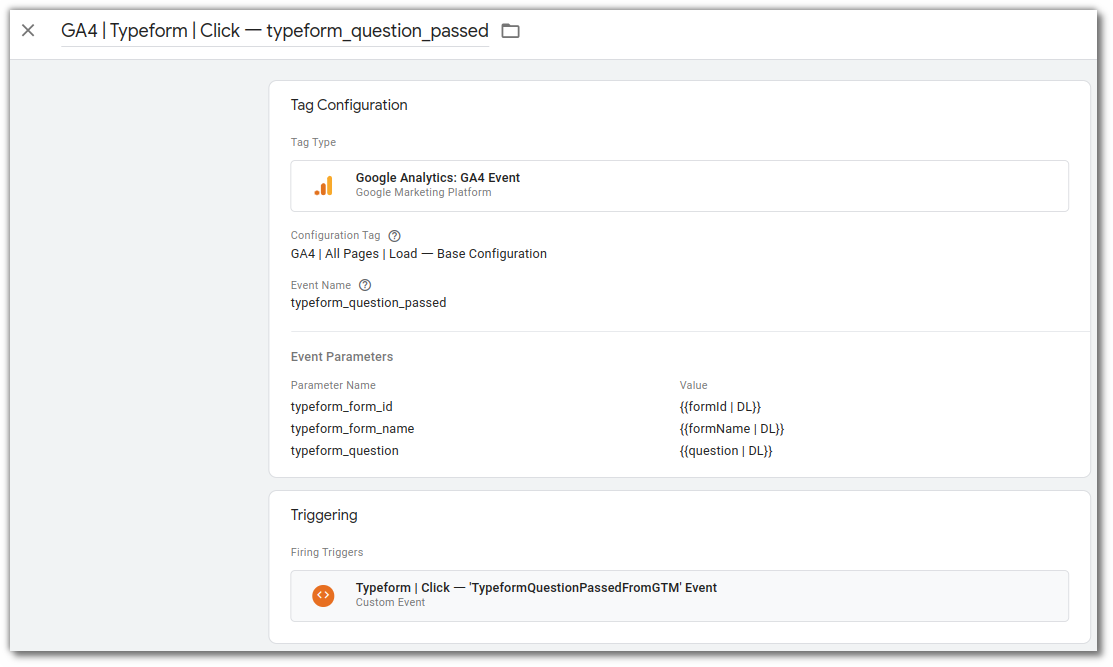 GA4 | Typeform | Click — typeform_question_passed
Tag Configuration
Tag Type
Google Analytics: GA4 Event
Google Marketing Platform
Configuration Tag
GA4 | All Pages | Load — Base Configuration
Event Name
typeform_question_passed
Event Parameters
Parameter Name Value
typeform_form_id {{formId | DL}}
typeform_form_name {{formName | DL}}
typeform_question {{question | DL}}
Triggering
Firing Triggers
Typeform | Click — 'TypeformQuestionPassedFromGTM' Event
Custom Event